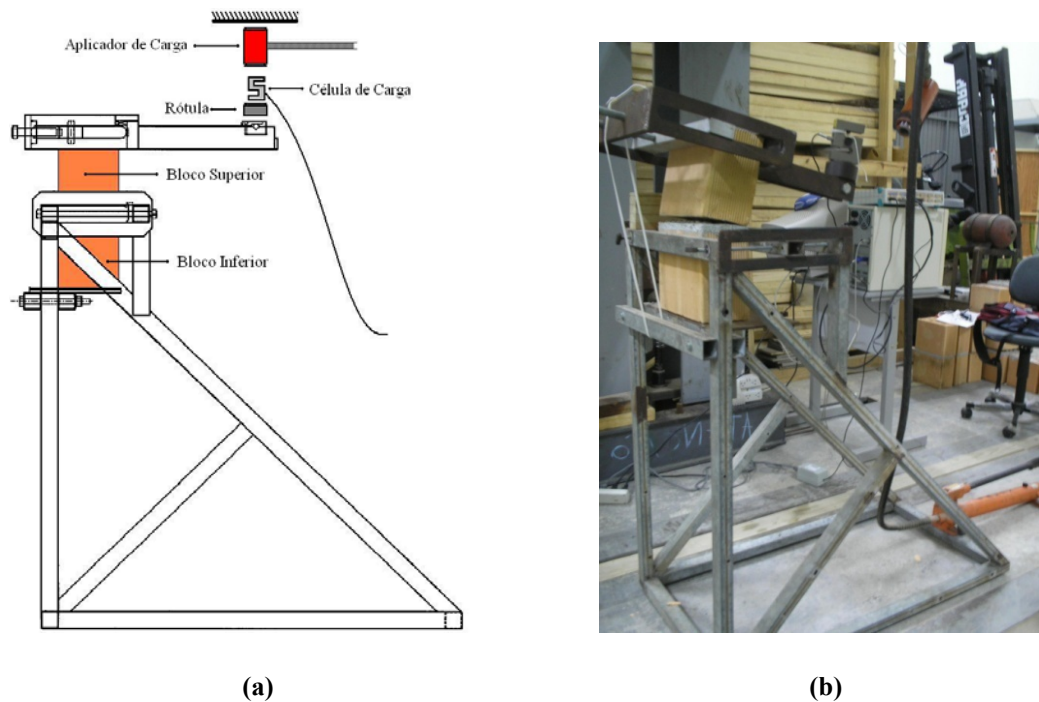 Aplicador de Carga
Célula de Carga
Rótula
Bloco Superior
Bloco Inferior
(a)
(b)